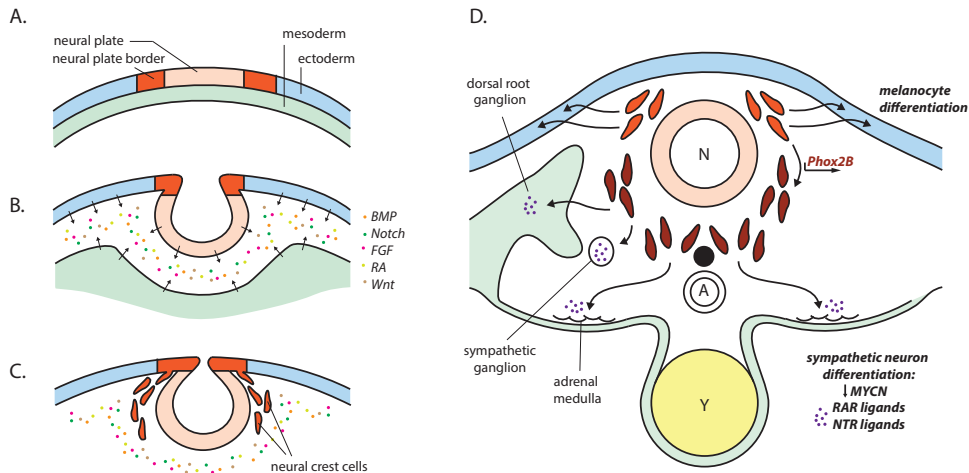 A.
neural plate
neural plate border
mesoderm
ectoderm
B.
BMP
Notch
FGF
RA
Wnt
C.
neural crest cells
D.
dorsal root
ganglion
melanocyte
differentiation
N
Phox2B
A
sympathetic
ganglion
adrenal
medulla
Y
sympathetic neuron
differentiation:
↓MYCN
RAR ligands
NTR ligands